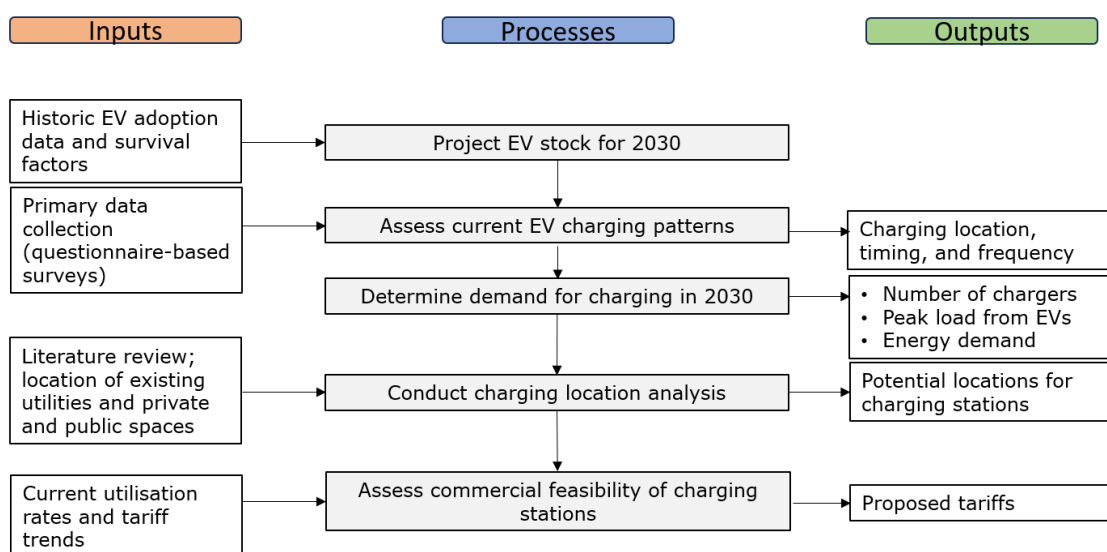 Inputs
Processes
Outputs
Historic EV adoption
data and survival
factors
Project EV stock for 2030
Primary data
collection
(questionnaire-based
surveys)
Assess current EV charging patterns
Charging location,
timing, and frequency
Determine demand for charging in 2030
• Number of chargers
• Peak load from EVs
• Energy demand
Literature review;
location of existing
utilities and private
and public spaces
Conduct charging location analysis
Potential locations for
charging stations
Current utilisation
rates and tariff
trends
Assess commercial feasibility of charging
stations
Proposed tariffs